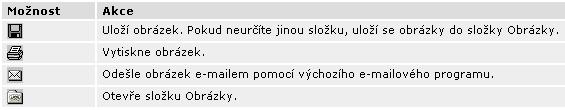 Možnost Akce
Uloží obrázek. Pokud neurčíte jinou složku, uloží se obrázky do složky Obrázky.
Vytiskne obrázek.
Odešle obrázek e-mailem pomocí výchozího e-mailového programu.
Otevře složku Obrázky.